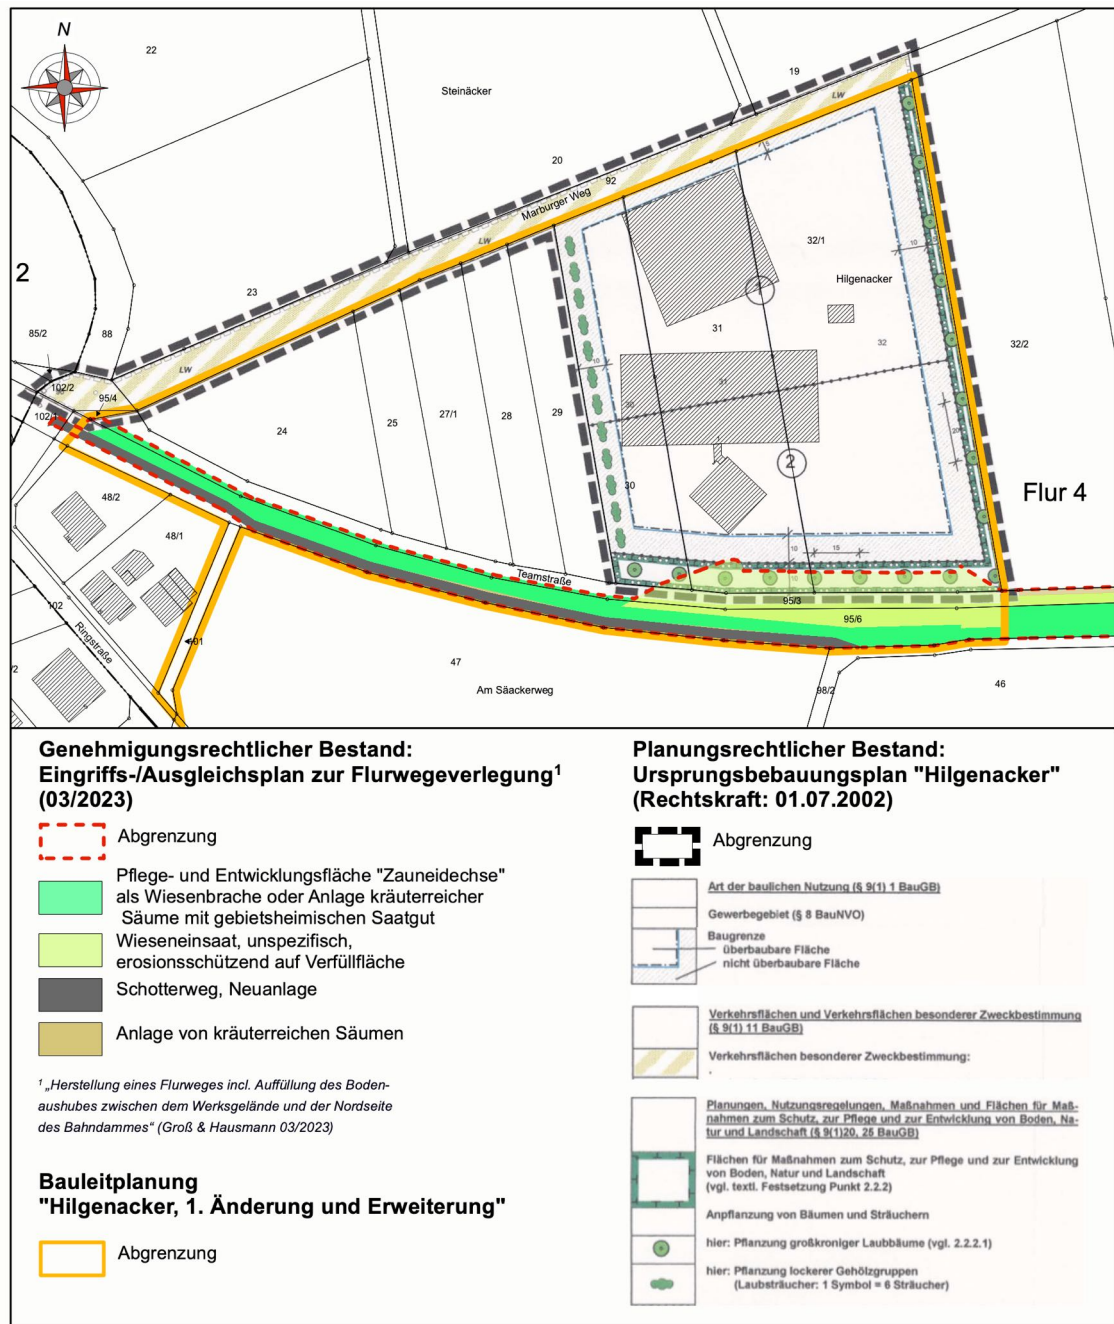 N
22
Steinäcker
19
LW
20
92
Marburger Weg
5
LW
32/1
10
2
23
Hilgenacker
1
31
32
85/2
88
32/2
10
LW
102/2
95/4
31
30
102/1
24
25
27/1
28
29
20
1
2
30
Flur 4
48/2
48/1
10
15
Teamstraße
10
95/3
95/6
102
101
Ringstraße
47
46
98/2
Am Säackerweg
Genehmigungsrechtlicher Bestand:
Eingriffs-/Ausgleichsplan zur Flurwegeverlegung¹
(03/2023)
Abgrenzung
Pflege- und Entwicklungsfläche "Zauneidechse"
als Wiesenbrache oder Anlage kräuterreicher
Säume mit gebietsheimischen Saatgut
Wieseneinsaat, unspezifisch,
erosionsschützend auf Verfüllfläche
Schotterweg, Neuanlage
Anlage von kräuterreichen Säumen
¹ „Herstellung eines Flurweges incl. Auffüllung des Boden-
aushubes zwischen dem Werksgelände und der Nordseite
des Bahndammes“ (Groß & Hausmann 03/2023)
Bauleitplanung
"Hilgenacker, 1. Änderung und Erweiterung"
Abgrenzung
Planungsrechtlicher Bestand:
Ursprungsbebauungsplan "Hilgenacker"
(Rechtskraft: 01.07.2002)
Abgrenzung
Art der baulichen Nutzung (§ 9(1) 1 BauGB)
Gewerbegebiet (§ 8 BauNVO)
Baugrenze
überbaubare Fläche
nicht überbaubare Fläche
Verkehrsflächen und Verkehrsflächen besonderer Zweckbestimmung
(§ 9(1) 11 BauGB)
Verkehrsflächen besonderer Zweckbestimmung:
Planungen, Nutzungsregelungen, Maßnahmen und Flächen für Maß-
nahmen zum Schutz, zur Pflege und zur Entwicklung von Boden, Na-
tur und Landschaft (§ 9(1)20, 25 BauGB)
Flächen für Maßnahmen zum Schutz, zur Pflege und zur Entwicklung
von Boden, Natur und Landschaft
(vgl. textl. Festsetzung Punkt 2.2.2)
Anpflanzung von Bäumen und Sträuchern
hier: Pflanzung großkroniger Laubbäume (vgl. 2.2.2.1)
hier: Pflanzung lockerer Gehölzgruppen
(Laubsträucher: 1 Symbol = 6 Sträucher)